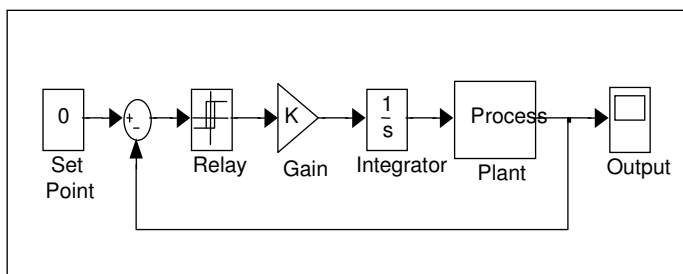 0
+
−
K
1
s
Process
Set
Point
Relay
Gain
Integrator
Plant
Output